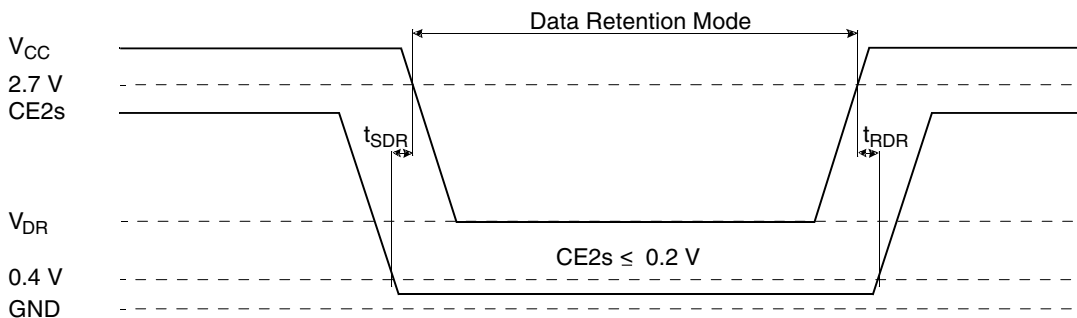 Data Retention Mode
VCC
2.7 V
CE2s
tSDR
tRDR
VDR
CE2s ≤ 0.2 V
0.4 V
GND